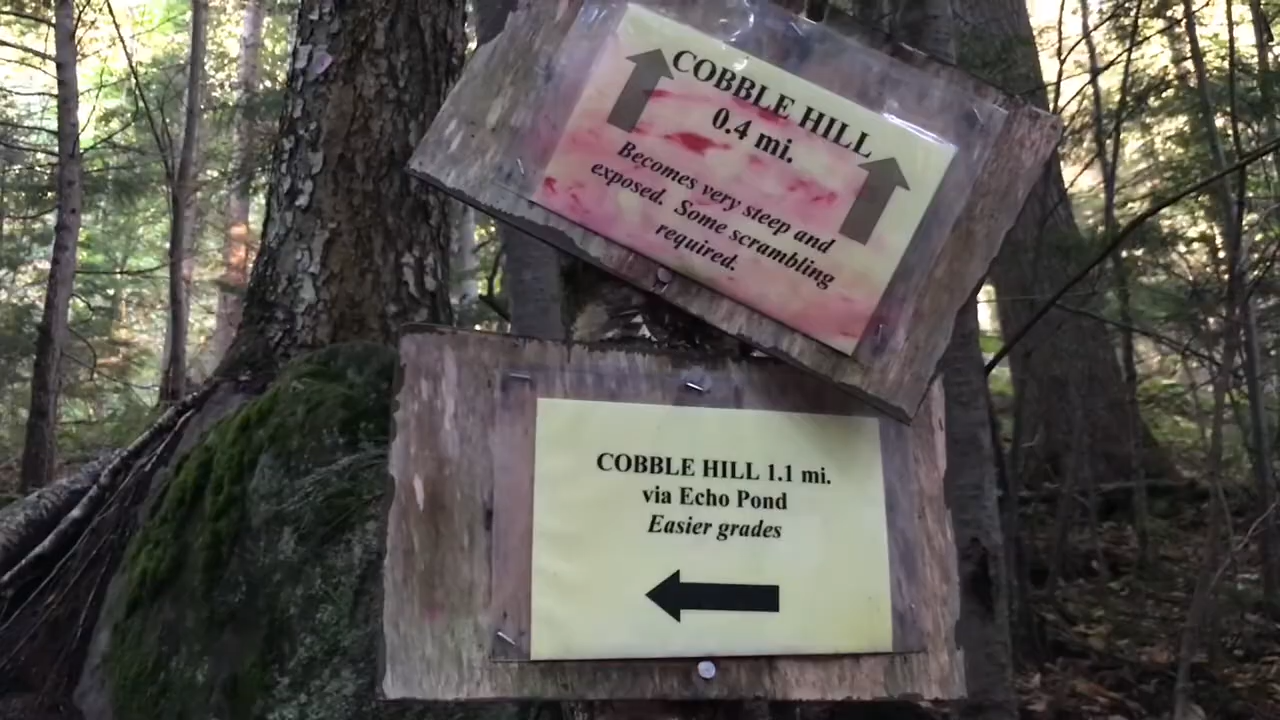 COBBLE HILL
0.4 mi.
Becomes very steep and
exposed. Some scrambling
required.
COBBLE HILL 1.1 mi.
via Echo Pond
Easier grades